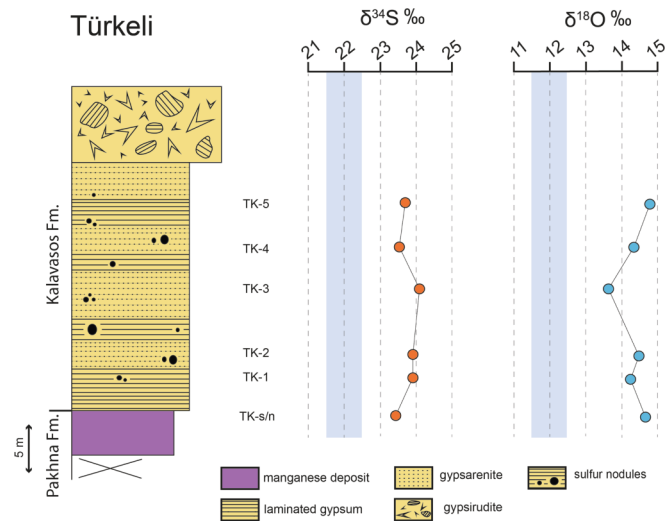 Türkeli
δ34S ‰
δ18O ‰
21 22 23 24 25
11 12 13 14 15
Kalavasos Fm.
Pakhna Fm.
5 m
TK-5
TK-4
TK-3
TK-2
TK-1
TK-s/n
manganese deposit
gypsarenite
sulfur nodules
laminated gypsum
gypsirudite